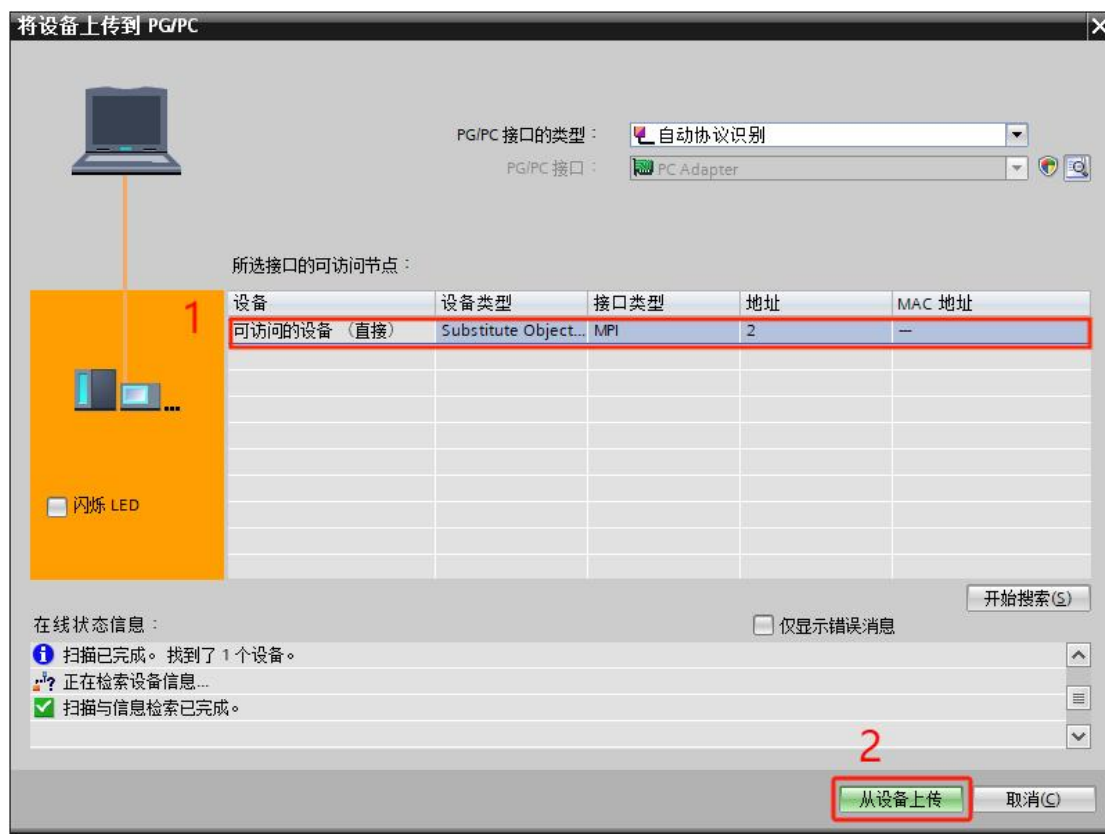 将设备上传到 PG/PC
PG/PC 接口的类型：
自动协议识别
PG/PC 接口：
PC Adapter
所选接口的可访问节点：
设备 设备类型 接口类型 地址 MAC 地址
可访问的设备 （直接） Substitute Object... MPI 2 —
1
闪烁 LED
开始搜索(S)
在线状态信息：
仅显示错误消息
扫描已完成。 找到了 1 个设备。
正在检索设备信息...
扫描与信息检索已完成。
2
从设备上传
取消(C)